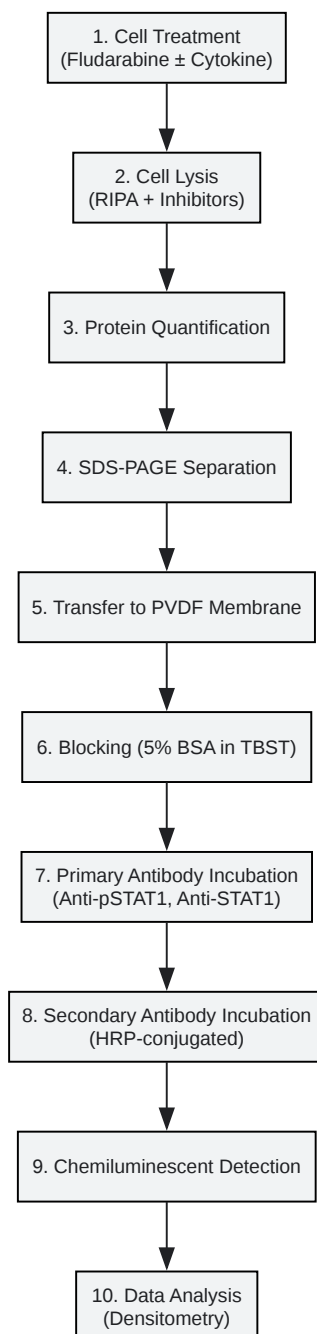 1. Cell Treatment
(Fludarabine ± Cytokine)
2. Cell Lysis
(RIPA + Inhibitors)
3. Protein Quantification
4. SDS-PAGE Separation
5. Transfer to PVDF Membrane
6. Blocking (5% BSA in TBST)
7. Primary Antibody Incubation
(Anti-pSTAT1, Anti-STAT1)
8. Secondary Antibody Incubation
(HRP-conjugated)
9. Chemiluminescent Detection
10. Data Analysis
(Densitometry)